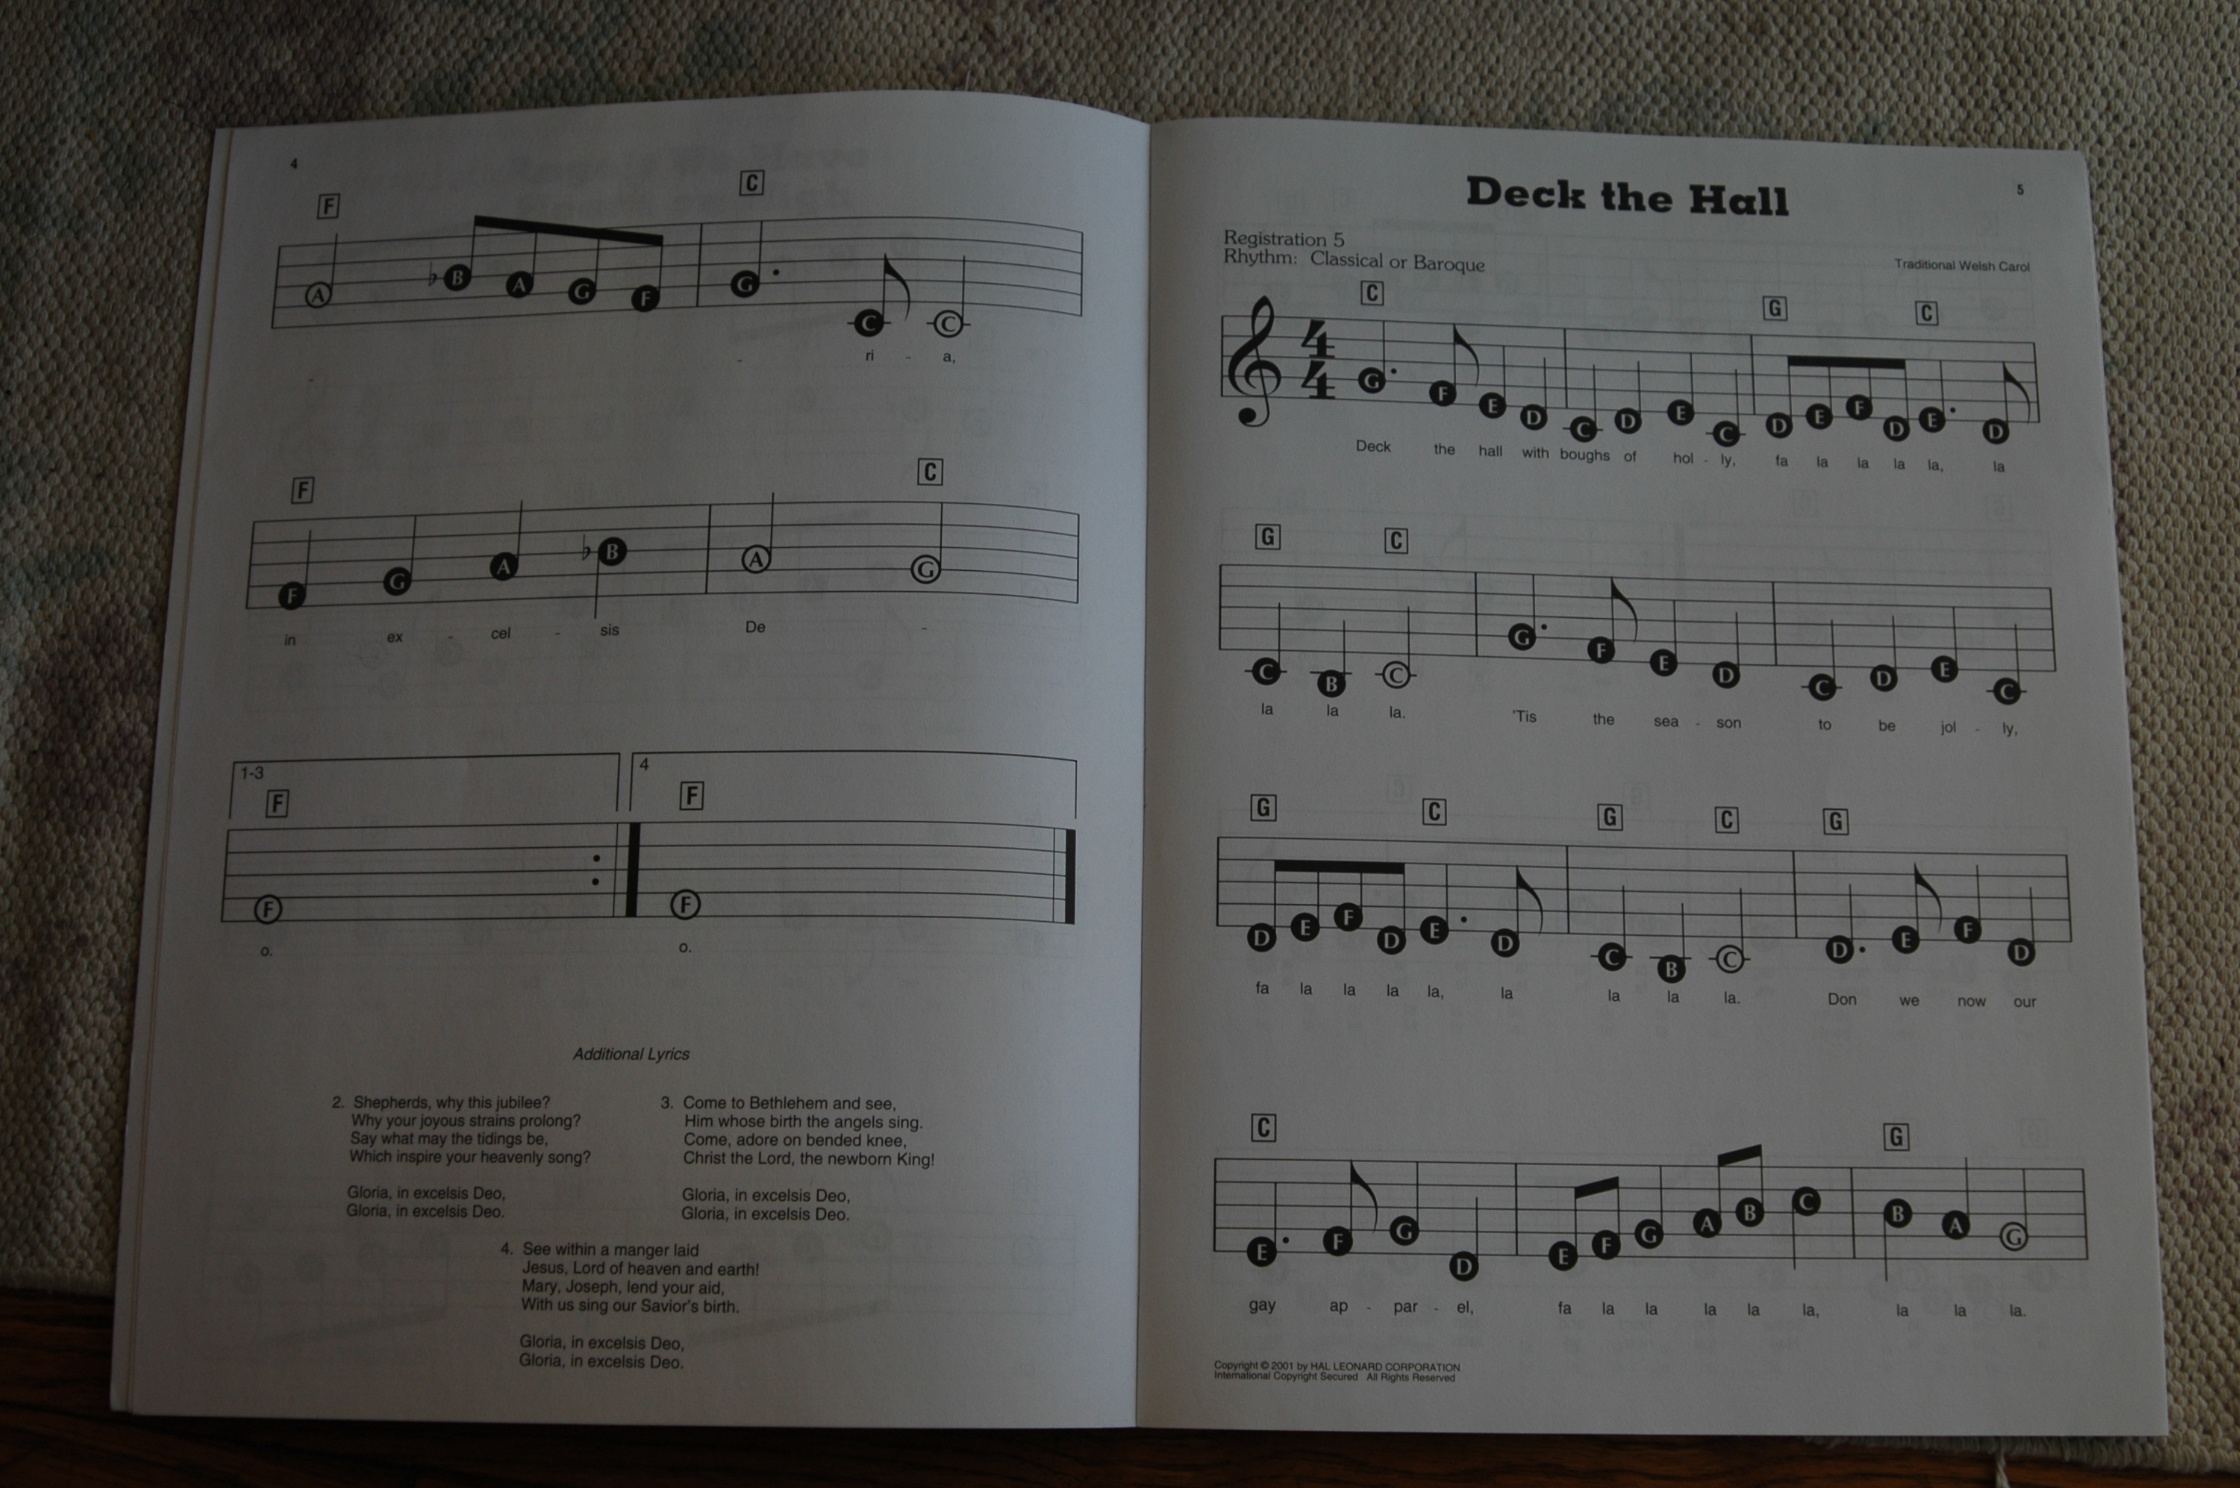 4
F C
A B A G F G C C
- ri - a,
F C
F G A B A G
in ex - cel - sis De -
1-3 4
F F
F F
o. o.
Additional Lyrics
2. Shepherds, why this jubilee?
Why your joyous strains prolong?
Say what may the tidings be,
Which inspire your heavenly song?
Gloria, in excelsis Deo,
Gloria, in excelsis Deo.
3. Come to Bethlehem and see,
Him whose birth the angels sing.
Come, adore on bended knee,
Christ the Lord, the newborn King!
Gloria, in excelsis Deo,
Gloria, in excelsis Deo.
4. See within a manger laid
Jesus, Lord of heaven and earth!
Mary, Joseph, lend your aid,
With us sing our Savior's birth.
Gloria, in excelsis Deo,
Gloria, in excelsis Deo.
5
Deck the Hall
Registration 5
Rhythm: Classical or Baroque
Traditional Welsh Carol
C G C
4
4
G F E D C D E C D E F D E D
Deck the hall with boughs of hol - ly, fa la la la la, la
G C
C B C G F E D C D E C
la la la. 'Tis the sea - son to be jol - ly,
G C G C G
D E F D E D C B C D E F D
fa la la la la, la la la la. Don we now our
C G
E F G D E F G A B C B A G
gay ap - par - el, fa la la la la la, la la la.
Copyright © 2001 by HAL LEONARD CORPORATION
International Copyright Secured All Rights Reserved